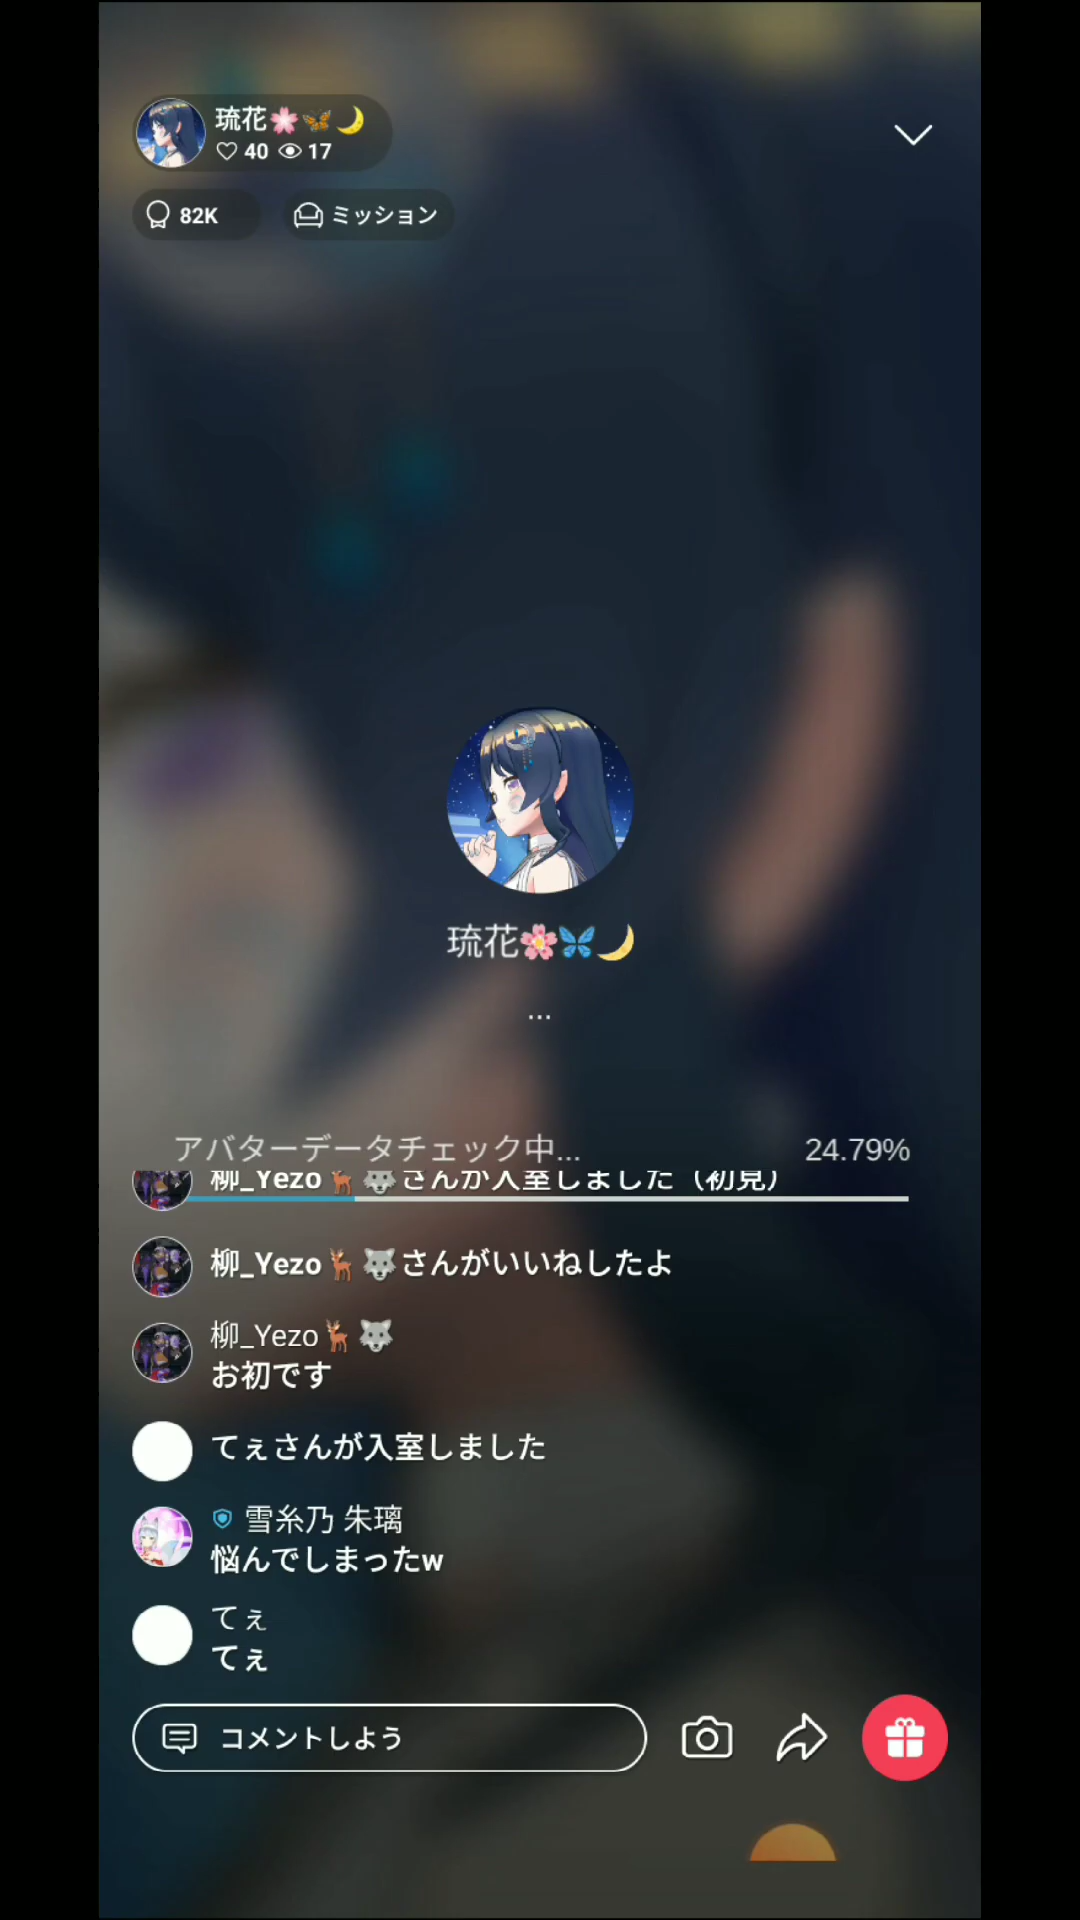 琉花🌸🦋🌙
40 17
82K ミッション
琉花🌸🦋🌙
...
アバターデータチェック中... 24.79%
柳_Yezo🦌🐺さんが入室しました（初見）
柳_Yezo🦌🐺さんがいいねしたよ
柳_Yezo🦌🐺
お初です
てぇさんが入室しました
雪糸乃 朱璃
悩んでしまったw
てぇ
てぇ
コメントしよう